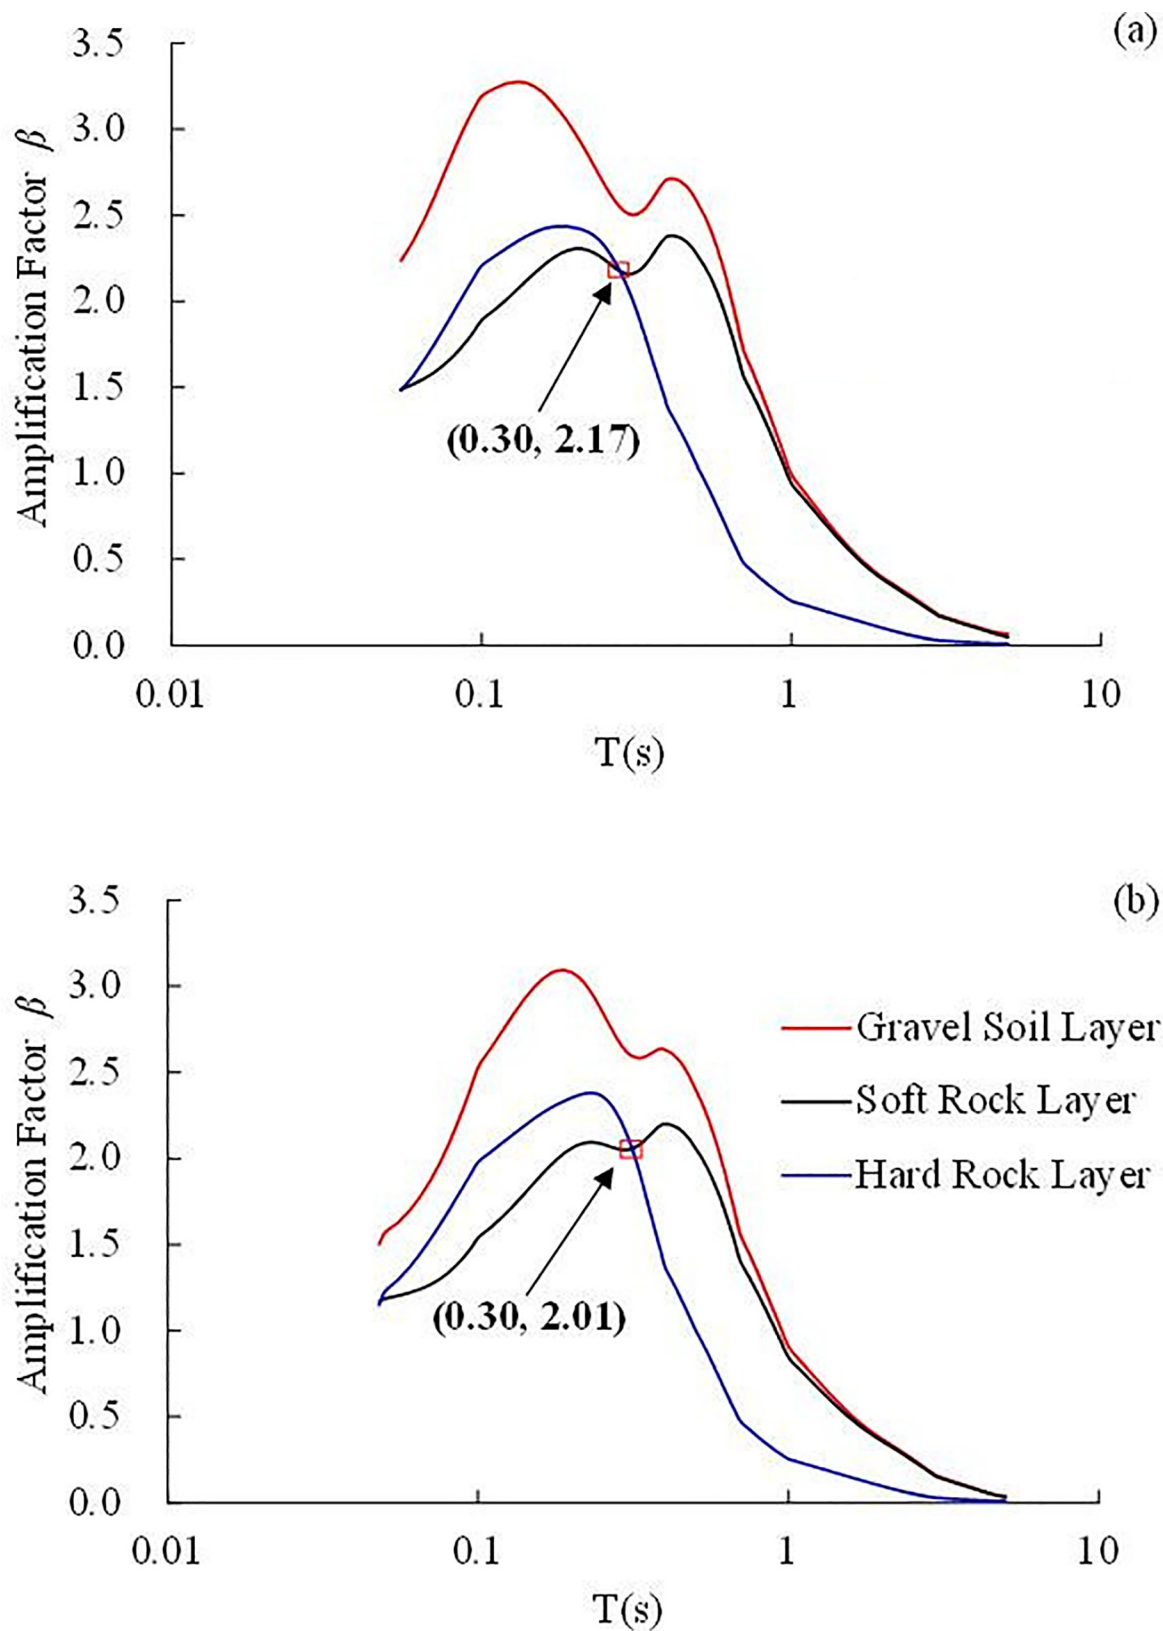 (a)
3.5
3.0
2.5
2.0
1.5
1.0
0.5
0.0
Amplification Factor β
(0.30, 2.17)
0.01 0.1 1 10
T(s)
(b)
3.5
3.0
2.5
2.0
1.5
1.0
0.5
0.0
Amplification Factor β
Gravel Soil Layer
Soft Rock Layer
Hard Rock Layer
(0.30, 2.01)
0.01 0.1 1 10
T(s)